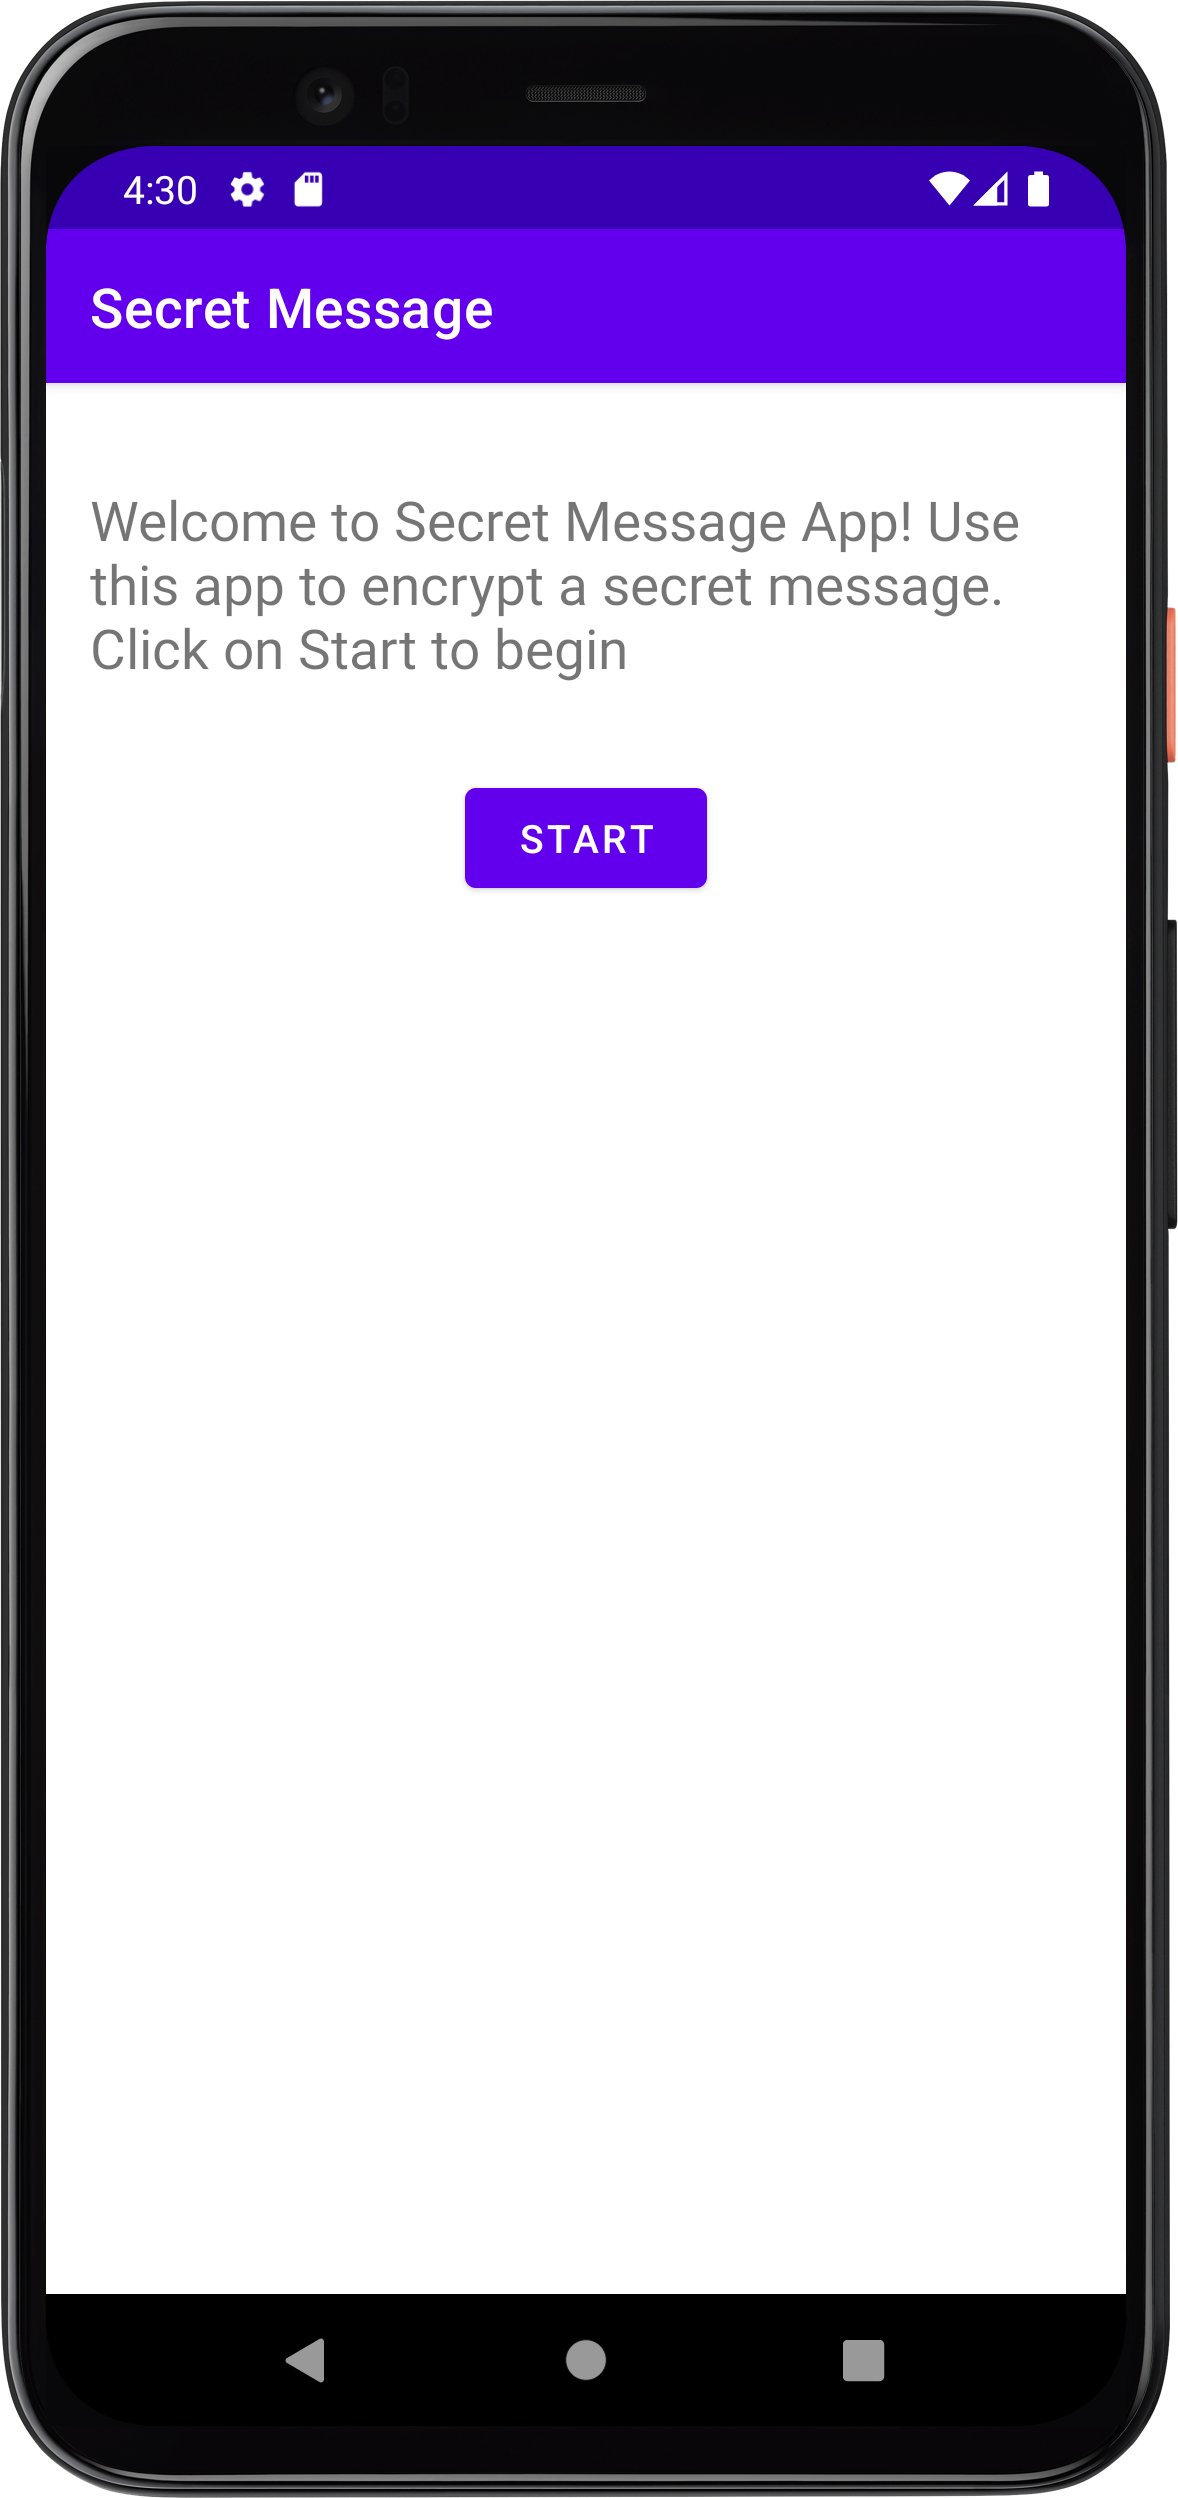 4:30
Secret Message
Welcome to Secret Message App! Use
this app to encrypt a secret message.
Click on Start to begin
START